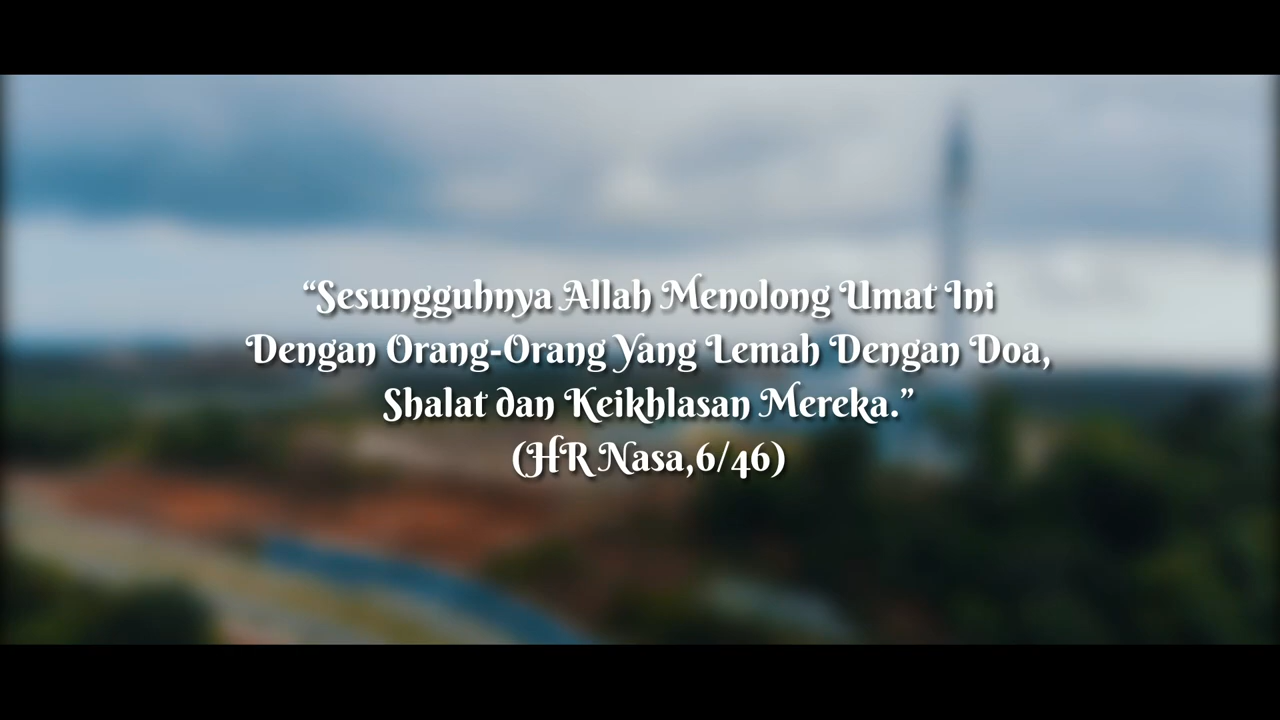 “Sesungguhnya Allah Menolong Umat Ini
Dengan Orang-Orang Yang Lemah Dengan Doa,
Shalat dan Keikhlasan Mereka.”
(HR Nasa,6/46)